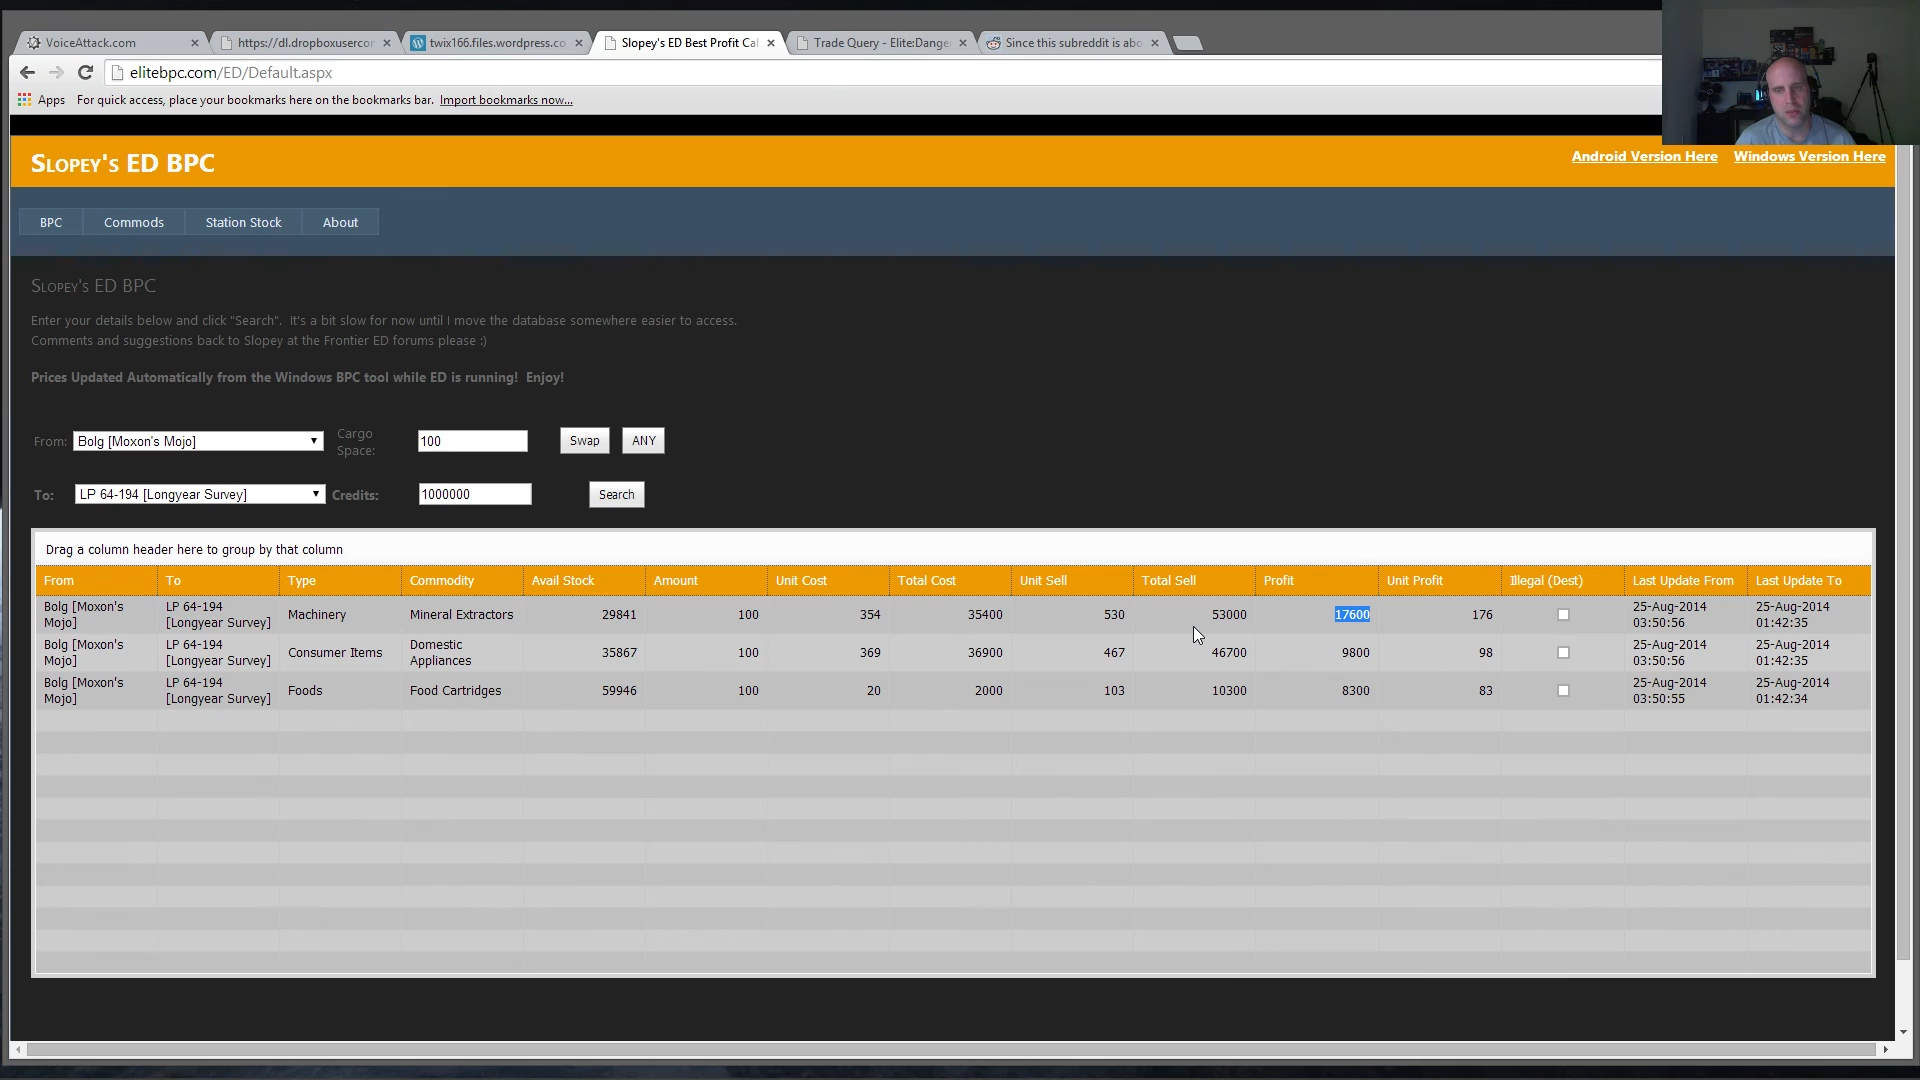 VoiceAttack.com
https://dl.dropboxusercor
twix166.files.wordpress.co
Slopey's ED Best Profit Cal
Trade Query - Elite:Dange
Since this subreddit is abo
elitebpc.com/ED/Default.aspx
Apps For quick access, place your bookmarks here on the bookmarks bar. Import bookmarks now...
Slopey's ED BPC
Android Version Here Windows Version Here
BPC Commods Station Stock About
Slopey's ED BPC
Enter your details below and click "Search". It's a bit slow for now until I move the database somewhere easier to access.
Comments and suggestions back to Slopey at the Frontier ED forums please :)
Prices Updated Automatically from the Windows BPC tool while ED is running! Enjoy!
From: Bolg [Moxon's Mojo] Cargo Space: 100 Swap ANY
To: LP 64-194 [Longyear Survey] Credits: 1000000 Search
Drag a column header here to group by that column
From To Type Commodity Avail Stock Amount Unit Cost Total Cost Unit Sell Total Sell Profit Unit Profit Illegal (Dest) Last Update From Last Update To
Bolg [Moxon's Mojo] LP 64-194 [Longyear Survey] Machinery Mineral Extractors 29841 100 354 35400 530 53000 17600 176 25-Aug-2014 03:50:56 25-Aug-2014 01:42:35
Bolg [Moxon's Mojo] LP 64-194 [Longyear Survey] Consumer Items Domestic Appliances 35867 100 369 36900 467 46700 9800 98 25-Aug-2014 03:50:56 25-Aug-2014 01:42:35
Bolg [Moxon's Mojo] LP 64-194 [Longyear Survey] Foods Food Cartridges 59946 100 20 2000 103 10300 8300 83 25-Aug-2014 03:50:55 25-Aug-2014 01:42:34